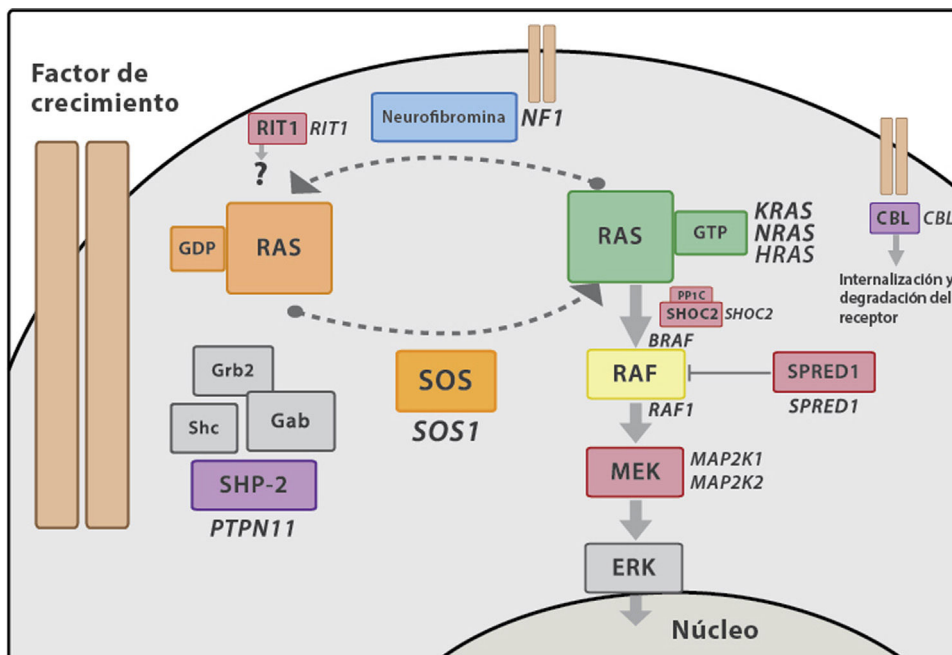 Factor de
crecimiento
RIT1 RIT1
?
Neurofibromina NF1
GDP RAS
RAS GTP
KRAS
NRAS
HRAS
CBL CBL
Internalización y
degradación del
receptor
PP1C
SHOC2 SHOC2
BRAF
RAF
RAF1
SPRED1
SPRED1
Grb2
Shc
Gab
SHP-2
PTPN11
SOS
SOS1
MEK
MAP2K1
MAP2K2
ERK
Núcleo